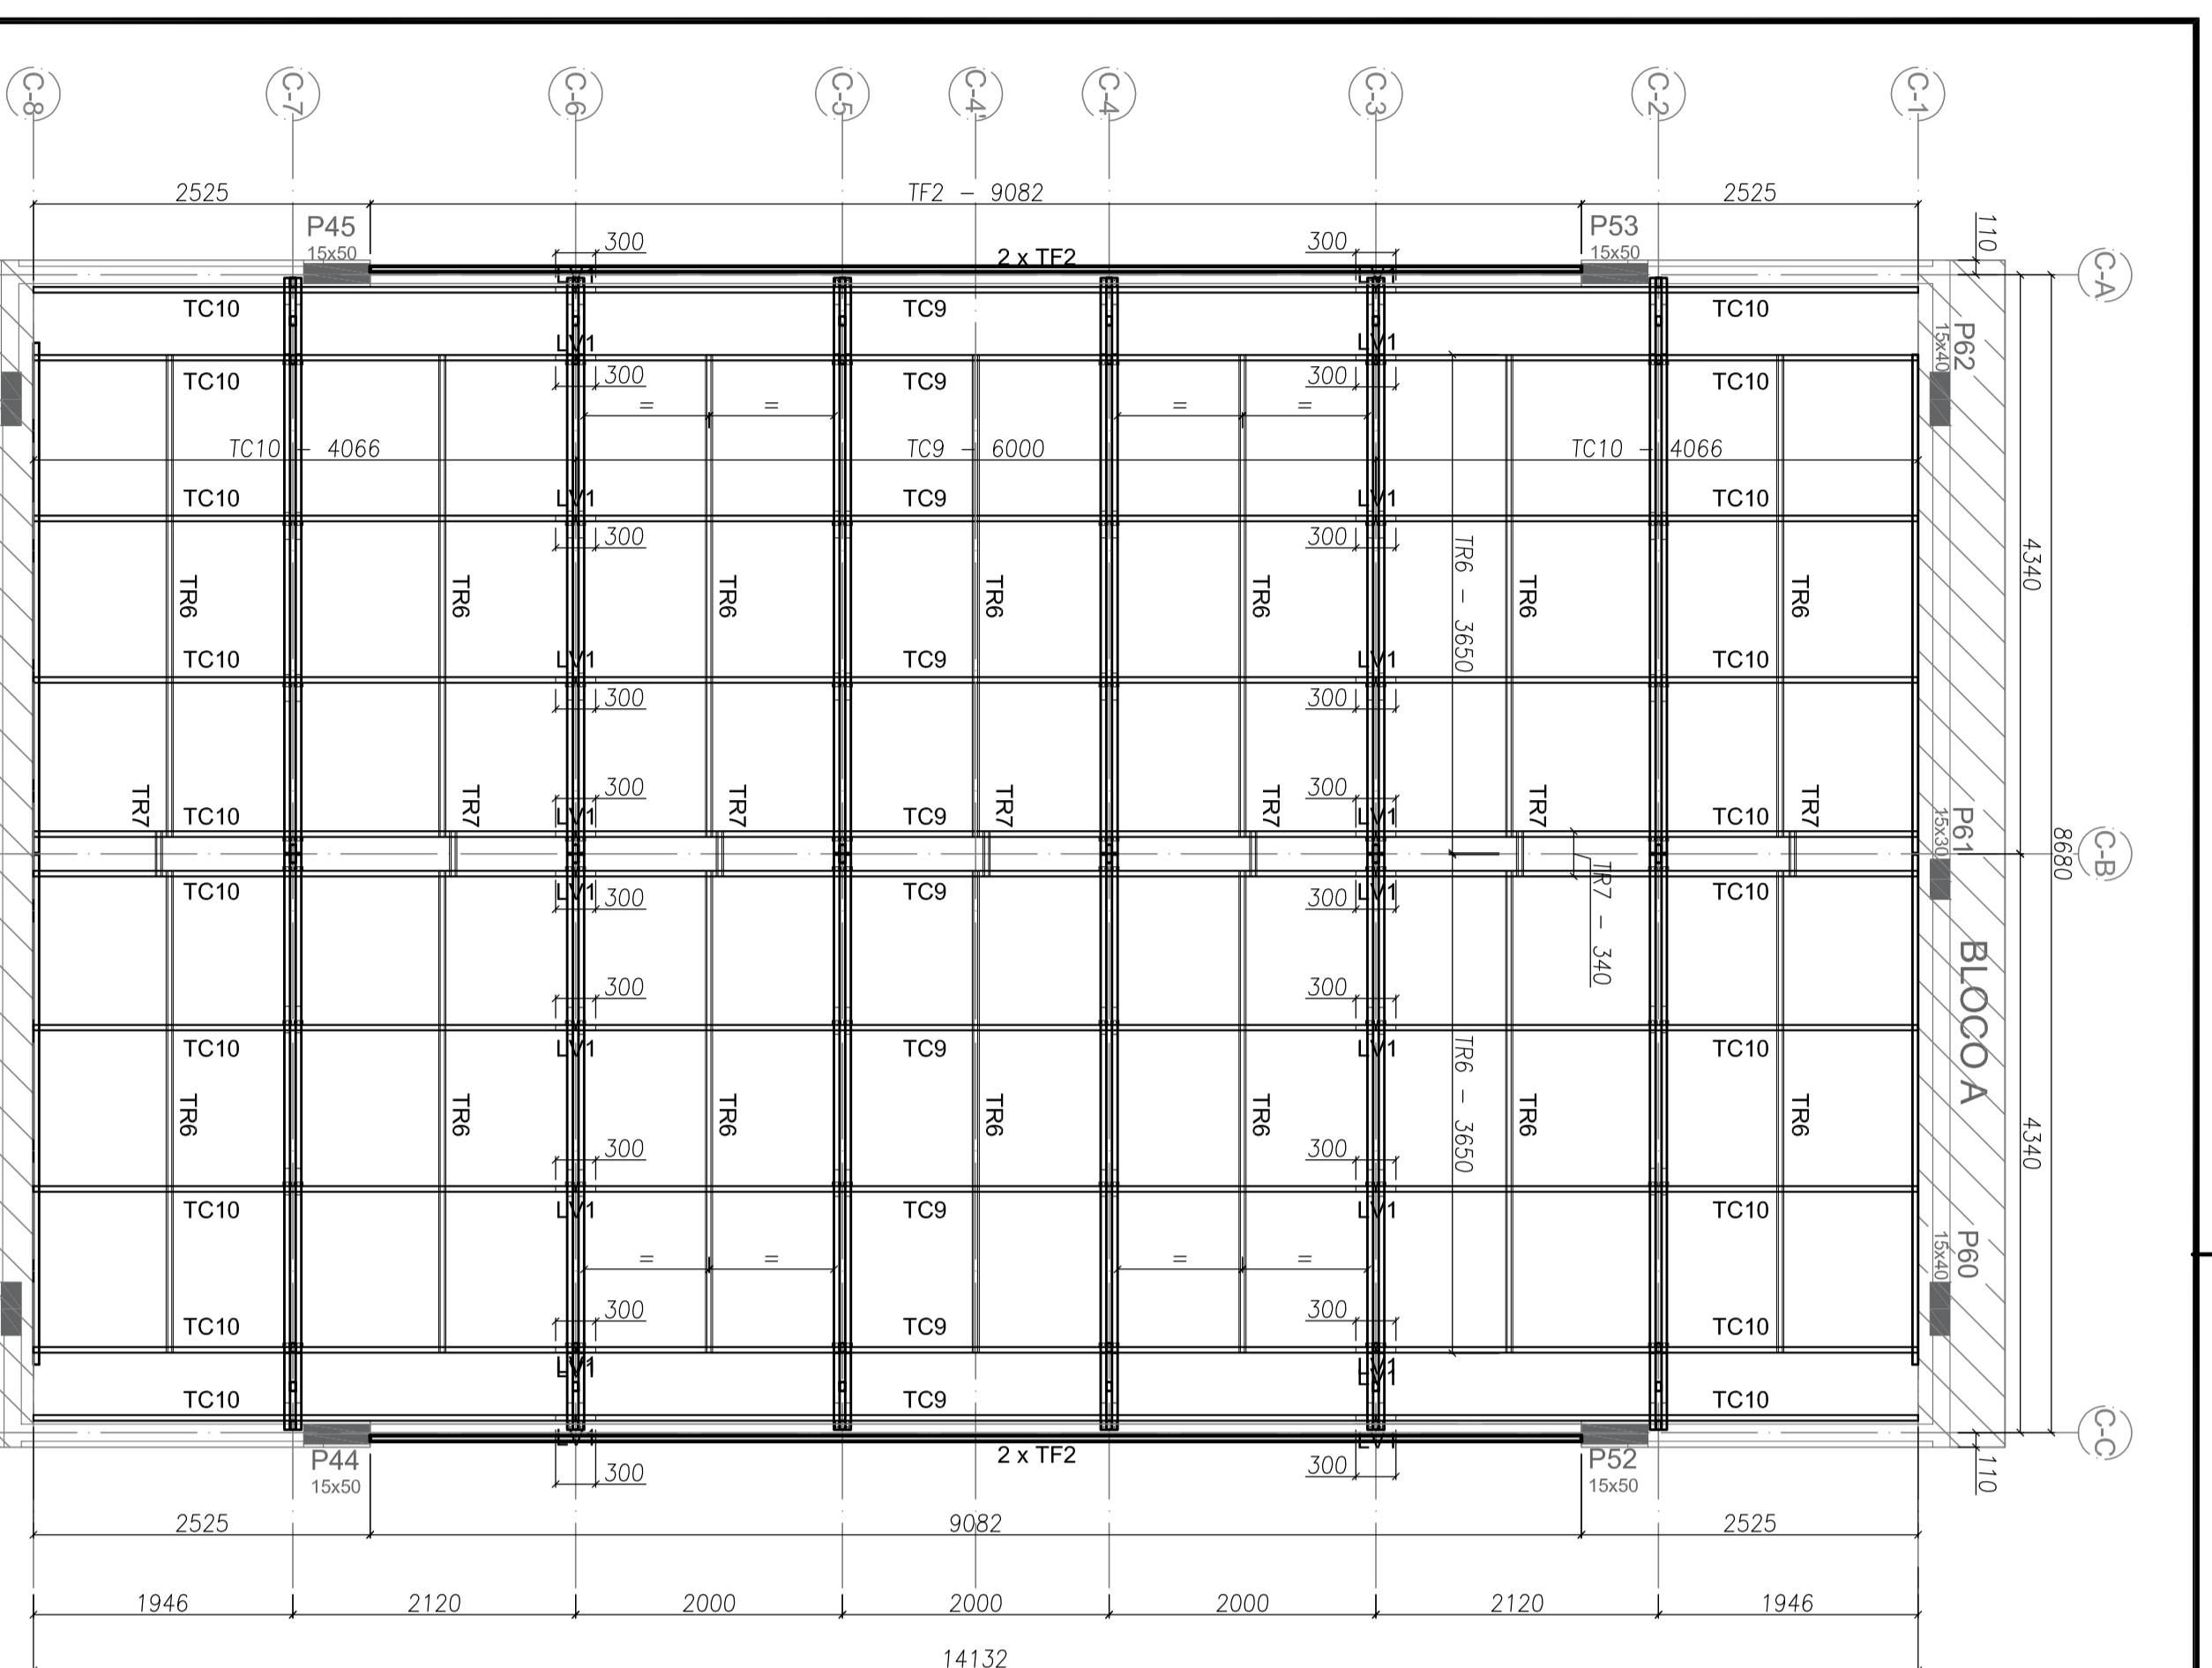 C-8 C-7 C-6 C-5 C-4' C-4 C-3 C-2 C-1
2525 TF2 - 9082 2525
110
P45 P53
15x50 15x50
300 300
2 x TF2
C-A
TC10 TC9 TC10
P62
15x40
LV1 LV1
300 300
TC10 TC9 TC10
= = = =
TC10 - 4066 TC9 - 6000 TC10 - 4066
TC10 LV1 TC9 LV1 TC10
300 300
TR6 - 3650
4340
TR6 TR6 TR6 TR6 TR6 TR6 TR6
TC10 LV1 TC9 LV1 TC10
300 300
300 300
TR7 TR7 TR7 TR7 TR7 TR7 TR7
TC10 LV1 TC9 LV1 TC10
P61
15x30
8680
C-B
TC10 LV1 300 TC9 300 LV1 TC10
TR7 - 340
BLOCO A
300 300
TC10 LV1 TC9 LV1 TC10
TR6 - 3650
4340
TR6 TR6 TR6 TR6 TR6 TR6 TR6
300 300
TC10 LV1 TC9 LV1 TC10
P60
15x40
= = = =
300 300
TC10 TC9 TC10
LV1 LV1
TC10 TC9 TC10
C-C
110
2 x TF2
P44 P52
15x50 15x50
300 300
2525 9082 2525
1946 2120 2000 2000 2000 2120 1946
14132